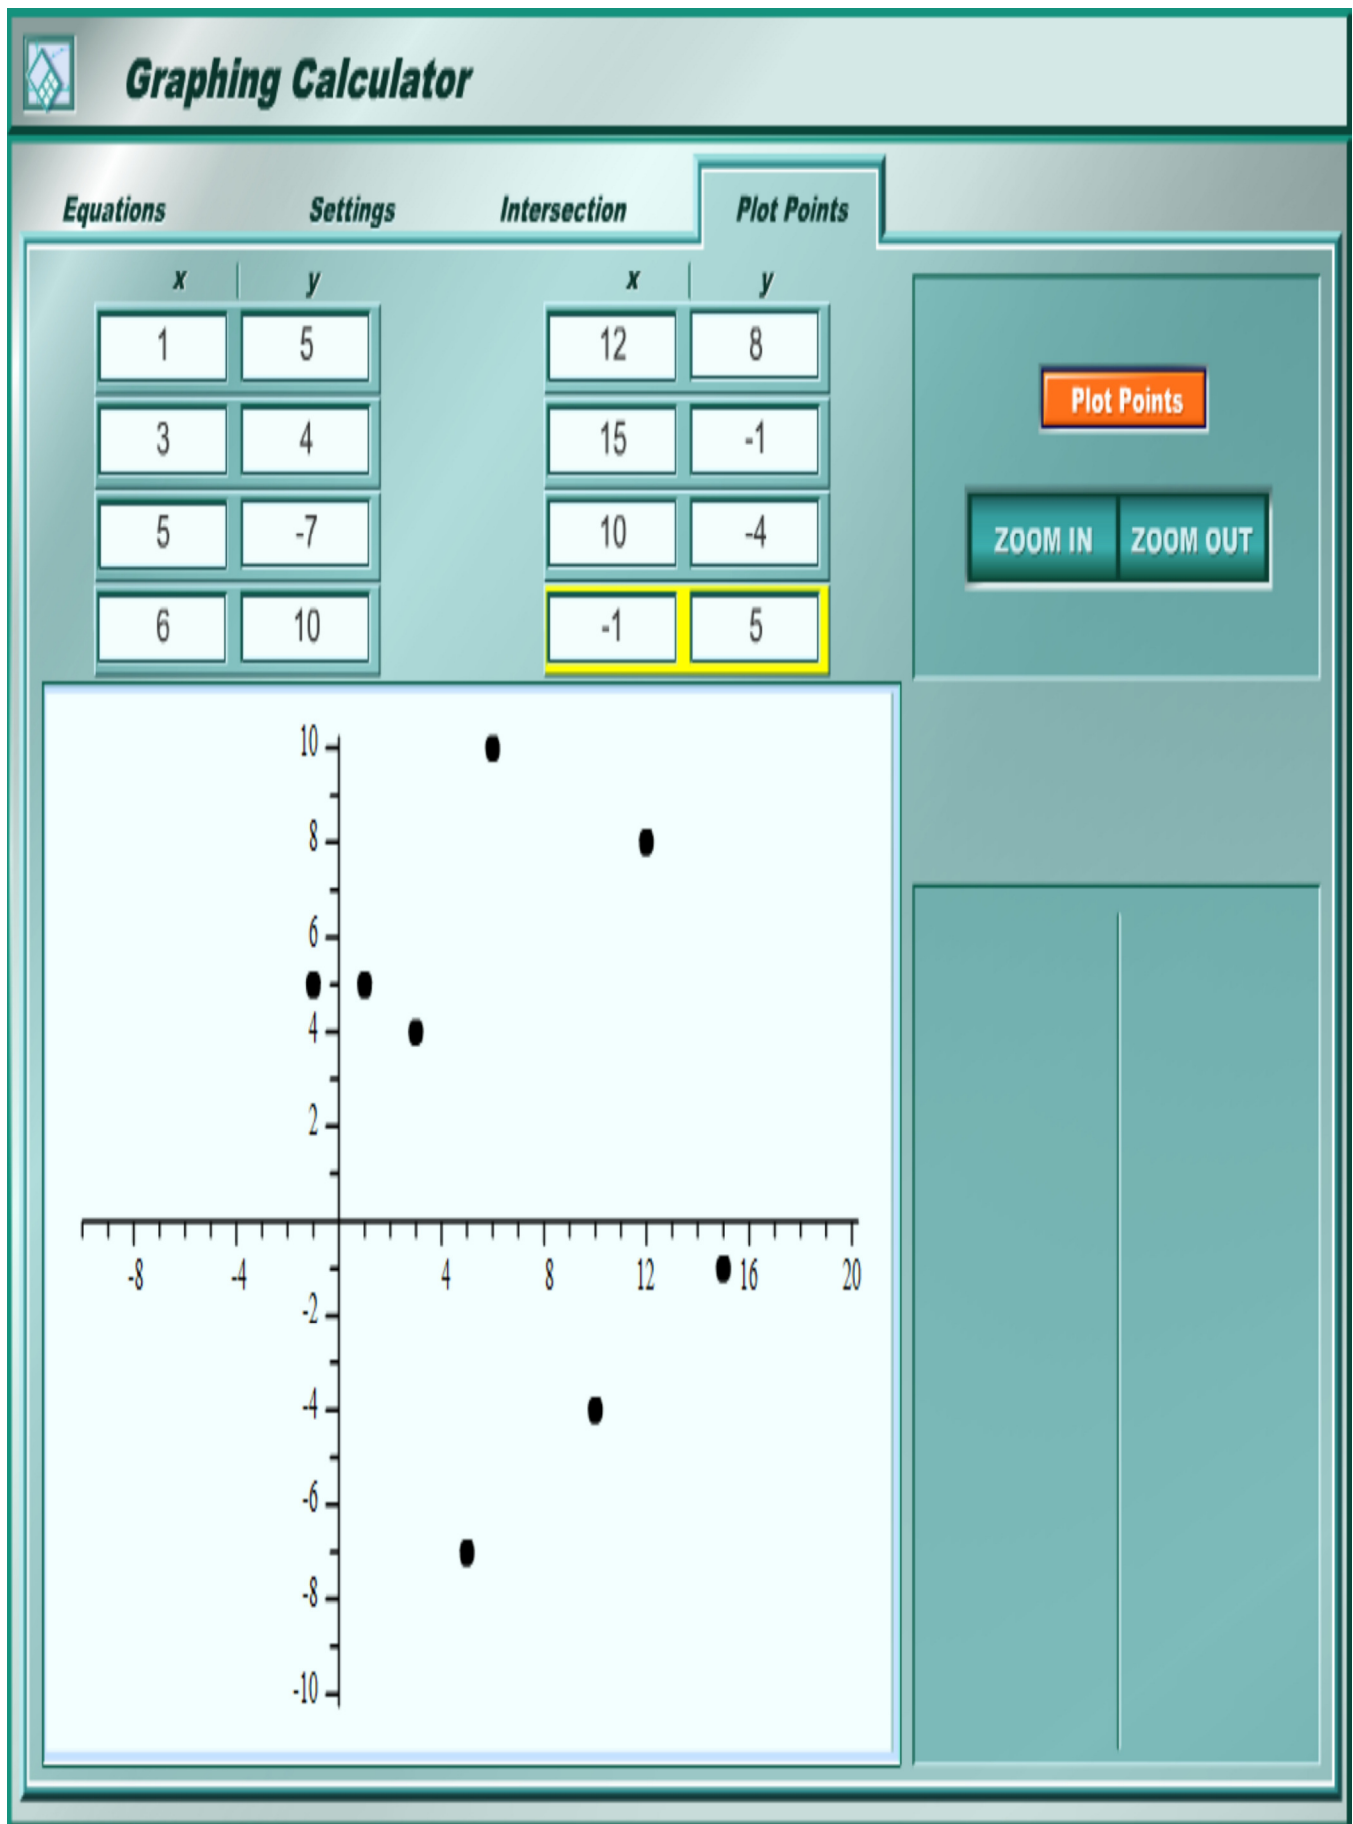 Graphing Calculator
Equations Settings Intersection Plot Points
x y x y
1 5 12 8
3 4 15 -1
5 -7 10 -4
6 10 -1 5
Plot Points
ZOOM IN ZOOM OUT
10
8
6
4
2
-8 -4 4 8 12 16 20
-2
-4
-6
-8
-10